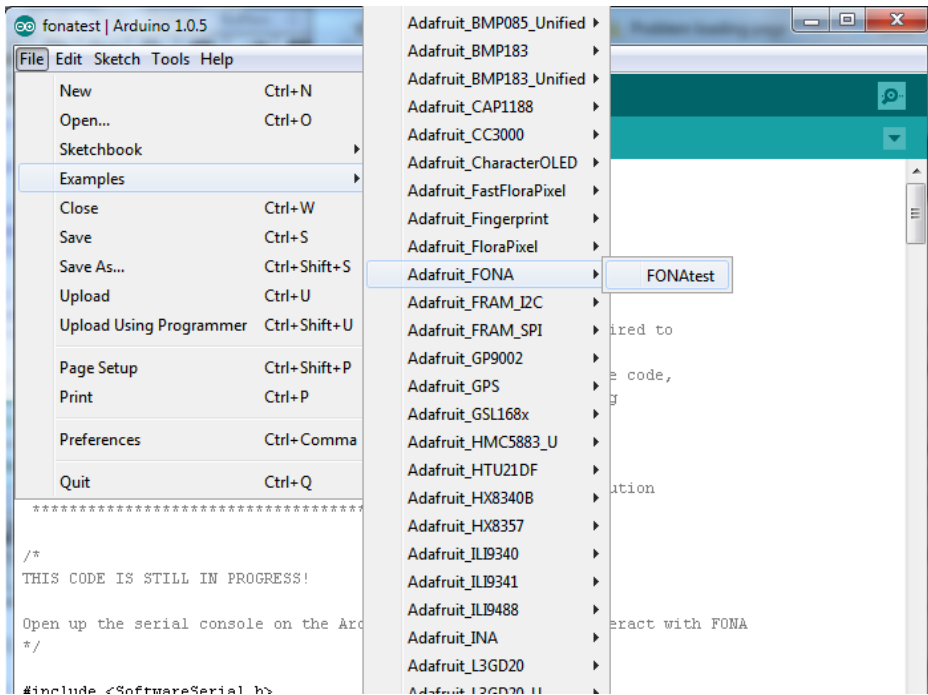 fonatest | Arduino 1.0.5
File Edit Sketch Tools Help
New Ctrl+N
Open... Ctrl+O
Sketchbook
Examples
Close Ctrl+W
Save Ctrl+S
Save As... Ctrl+Shift+S
Upload Ctrl+U
Upload Using Programmer Ctrl+Shift+U
Page Setup Ctrl+Shift+P
Print Ctrl+P
Preferences Ctrl+Comma
Quit Ctrl+Q
Adafruit_BMP085_Unified
Adafruit_BMP183
Adafruit_BMP183_Unified
Adafruit_CAP1188
Adafruit_CC3000
Adafruit_CharacterOLED
Adafruit_FastFloraPixel
Adafruit_Fingerprint
Adafruit_FloraPixel
Adafruit_FONA
Adafruit_FRAM_I2C
Adafruit_FRAM_SPI
Adafruit_GP9002
Adafruit_GPS
Adafruit_GSL168x
Adafruit_HMC5883_U
Adafruit_HTU21DF
Adafruit_HX8340B
Adafruit_HX8357
Adafruit_ILI9340
Adafruit_ILI9341
Adafruit_ILI9488
Adafruit_INA
Adafruit_L3GD20
Adafruit_L3GD20_U
FONAtest
ired to
e code,
g
ution
************************************
/*
THIS CODE IS STILL IN PROGRESS!
Open up the serial console on the Ard eract with FONA
*/
#include <SoftwareSerial.h>